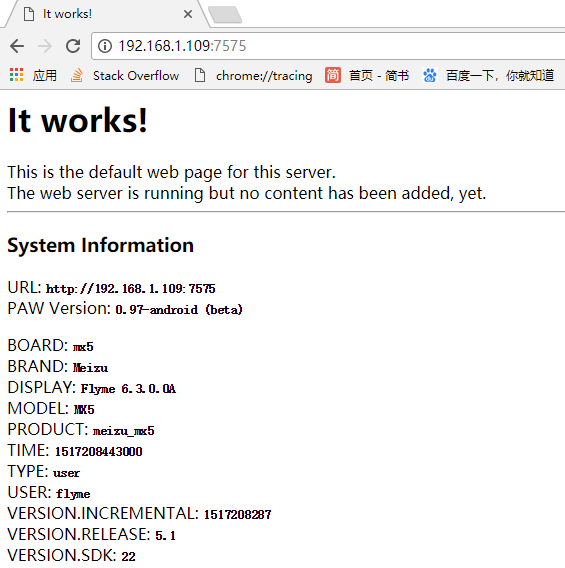 It works!
192.168.1.109:7575
应用 Stack Overflow chrome://tracing 简 首页 - 简书 百度一下，你就知道
It works!
This is the default web page for this server.
The web server is running but no content has been added, yet.
System Information
URL: http://192.168.1.109:7575
PAW Version: 0.97-android (beta)
BOARD: mx5
BRAND: Meizu
DISPLAY: Flyme 6.3.0.0A
MODEL: MX5
PRODUCT: meizu_mx5
TIME: 1517208443000
TYPE: user
USER: flyme
VERSION.INCREMENTAL: 1517208287
VERSION.RELEASE: 5.1
VERSION.SDK: 22